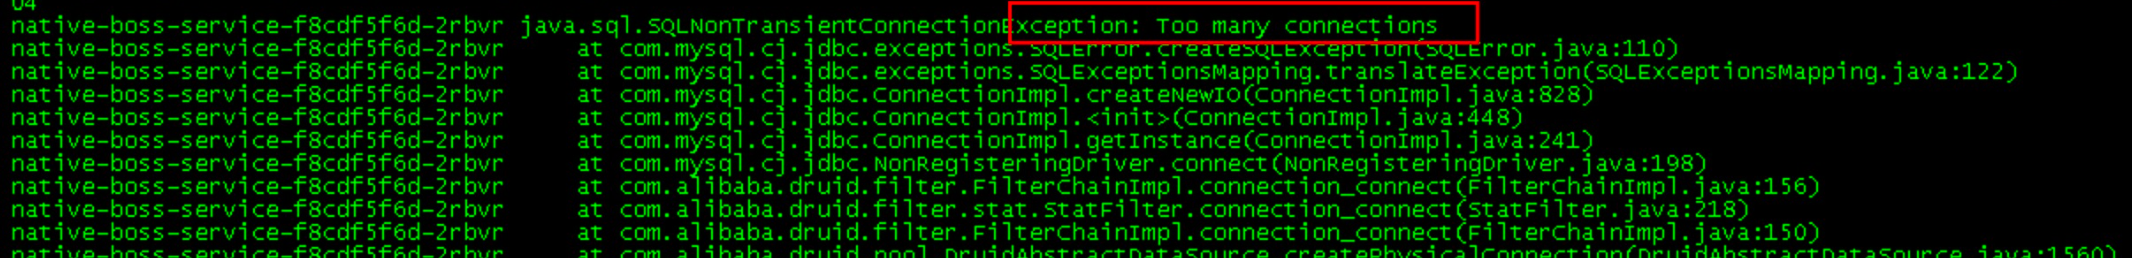 04
native-boss-service-f8cdf5f6d-2rbvr java.sql.SQLNonTransientConnectionException: Too many connections
native-boss-service-f8cdf5f6d-2rbvr at com.mysql.cj.jdbc.exceptions.SQLError.createSQLException(SQLError.java:110)
native-boss-service-f8cdf5f6d-2rbvr at com.mysql.cj.jdbc.exceptions.SQLExceptionsMapping.translateException(SQLExceptionsMapping.java:122)
native-boss-service-f8cdf5f6d-2rbvr at com.mysql.cj.jdbc.ConnectionImpl.createNewIO(ConnectionImpl.java:828)
native-boss-service-f8cdf5f6d-2rbvr at com.mysql.cj.jdbc.ConnectionImpl.<init>(ConnectionImpl.java:448)
native-boss-service-f8cdf5f6d-2rbvr at com.mysql.cj.jdbc.ConnectionImpl.getInstance(ConnectionImpl.java:241)
native-boss-service-f8cdf5f6d-2rbvr at com.mysql.cj.jdbc.NonRegisteringDriver.connect(NonRegisteringDriver.java:198)
native-boss-service-f8cdf5f6d-2rbvr at com.alibaba.druid.filter.FilterChainImpl.connection_connect(FilterChainImpl.java:156)
native-boss-service-f8cdf5f6d-2rbvr at com.alibaba.druid.filter.stat.StatFilter.connection_connect(StatFilter.java:218)
native-boss-service-f8cdf5f6d-2rbvr at com.alibaba.druid.filter.FilterChainImpl.connection_connect(FilterChainImpl.java:150)
native-boss-service-f8cdf5f6d-2rbvr at com.alibaba.druid.pool.DruidAbstractDataSource.createPhysicalConnection(DruidAbstractDataSource.java:1560)